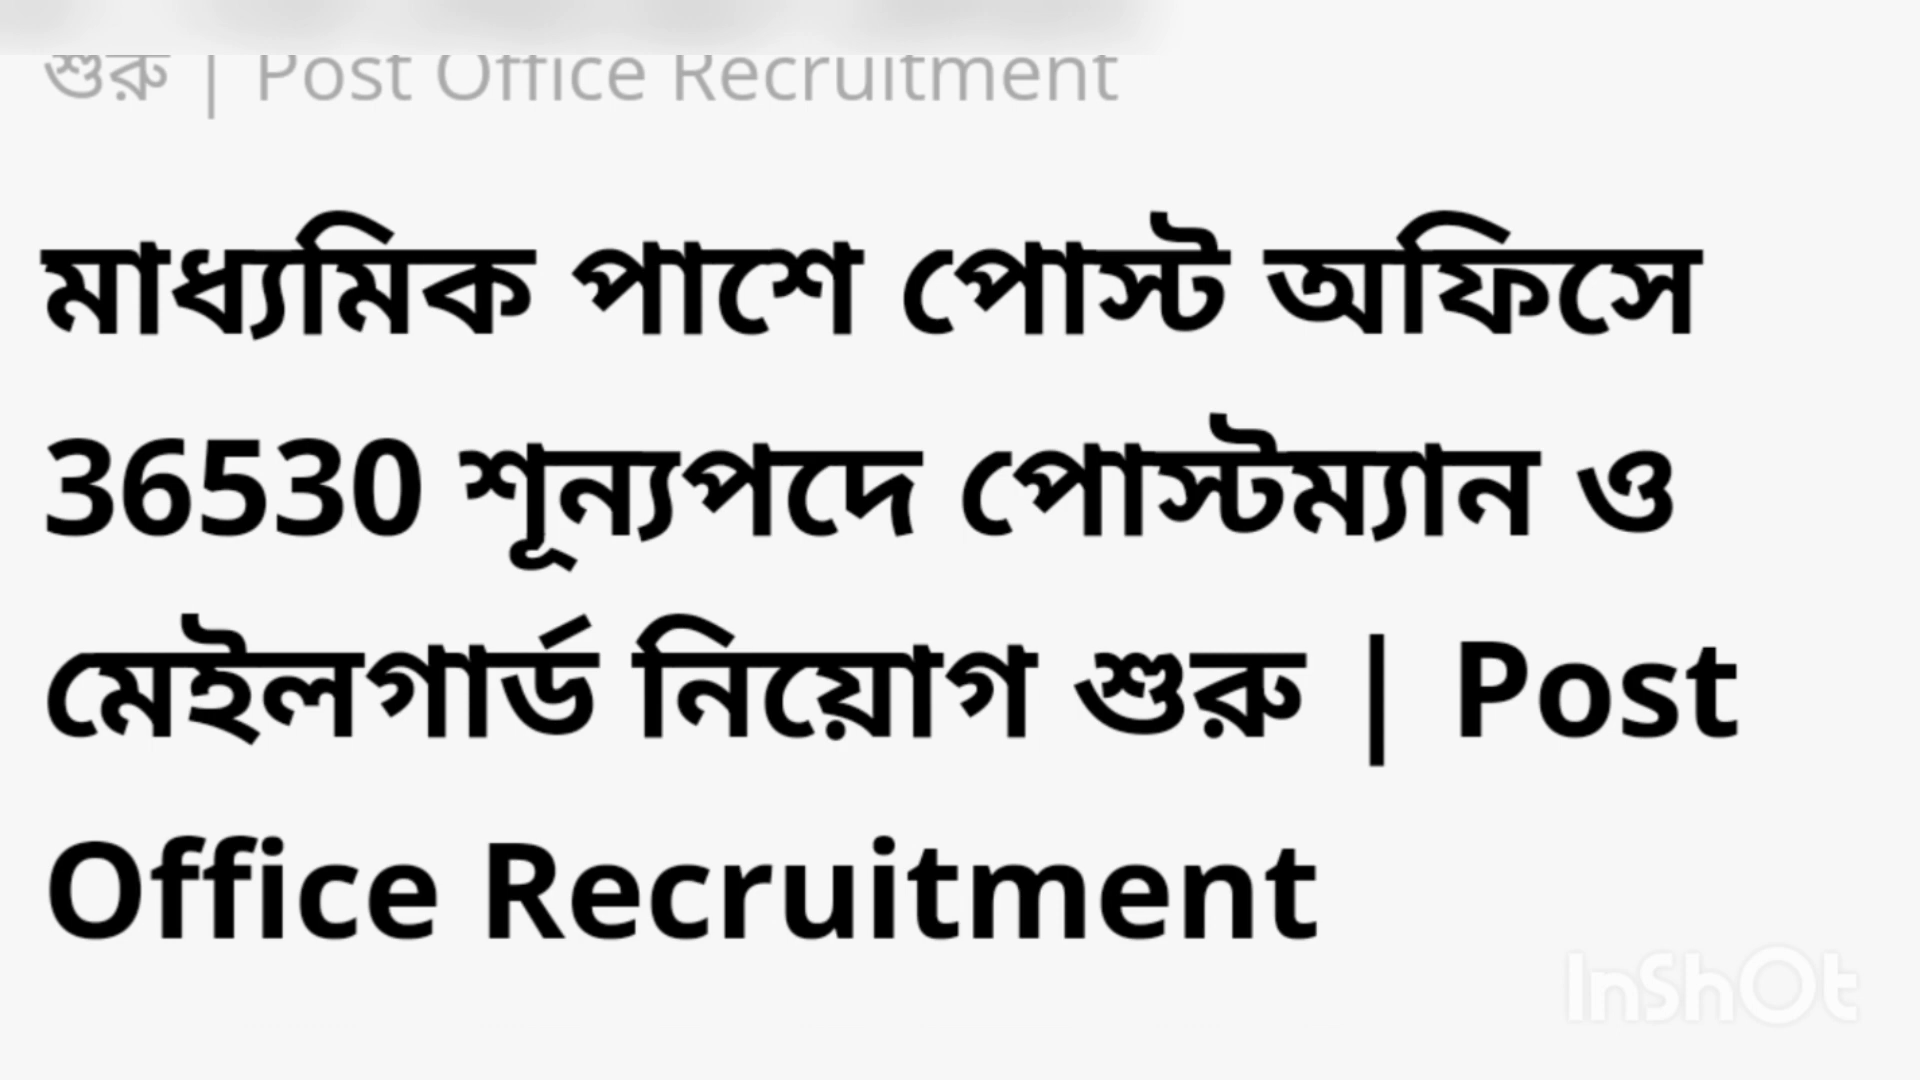 শুরু | Post Office Recruitment
মাধ্যমিক পাশে পোস্ট অফিসে
36530 শূন্যপদে পোস্টম্যান ও
মেইলগার্ড নিয়োগ শুরু | Post
Office Recruitment
InShOt